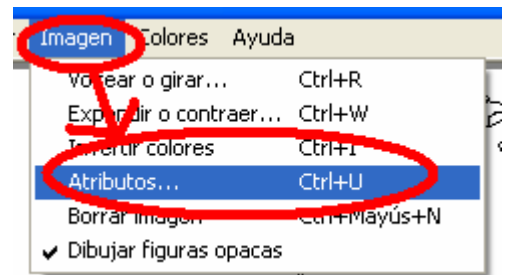 Imagen Colores Ayuda
Voltear o girar... Ctrl+R
Expandir o contraer... Ctrl+W
Invertir colores Ctrl+I
Atributos... Ctrl+U
Borrar imagen Ctrl+Mayús+N
Dibujar figuras opacas